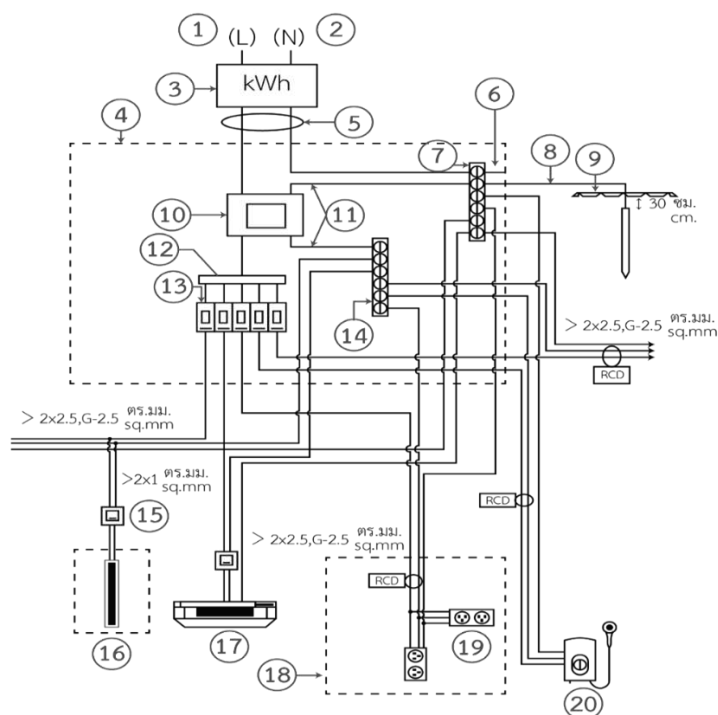 1 (L) (N) 2
kWh
3
4
5
6
7
8
9
30 ซม.
cm.
10
11
12
13
14
> 2x2.5,G-2.5 ตร.มม.
sq.mm
RCD
> 2x2.5,G-2.5 ตร.มม.
sq.mm
>2x1 ตร.มม.
sq.mm
15
RCD
> 2x2.5,G-2.5 ตร.มม.
sq.mm
RCD
16
17
18
19
20